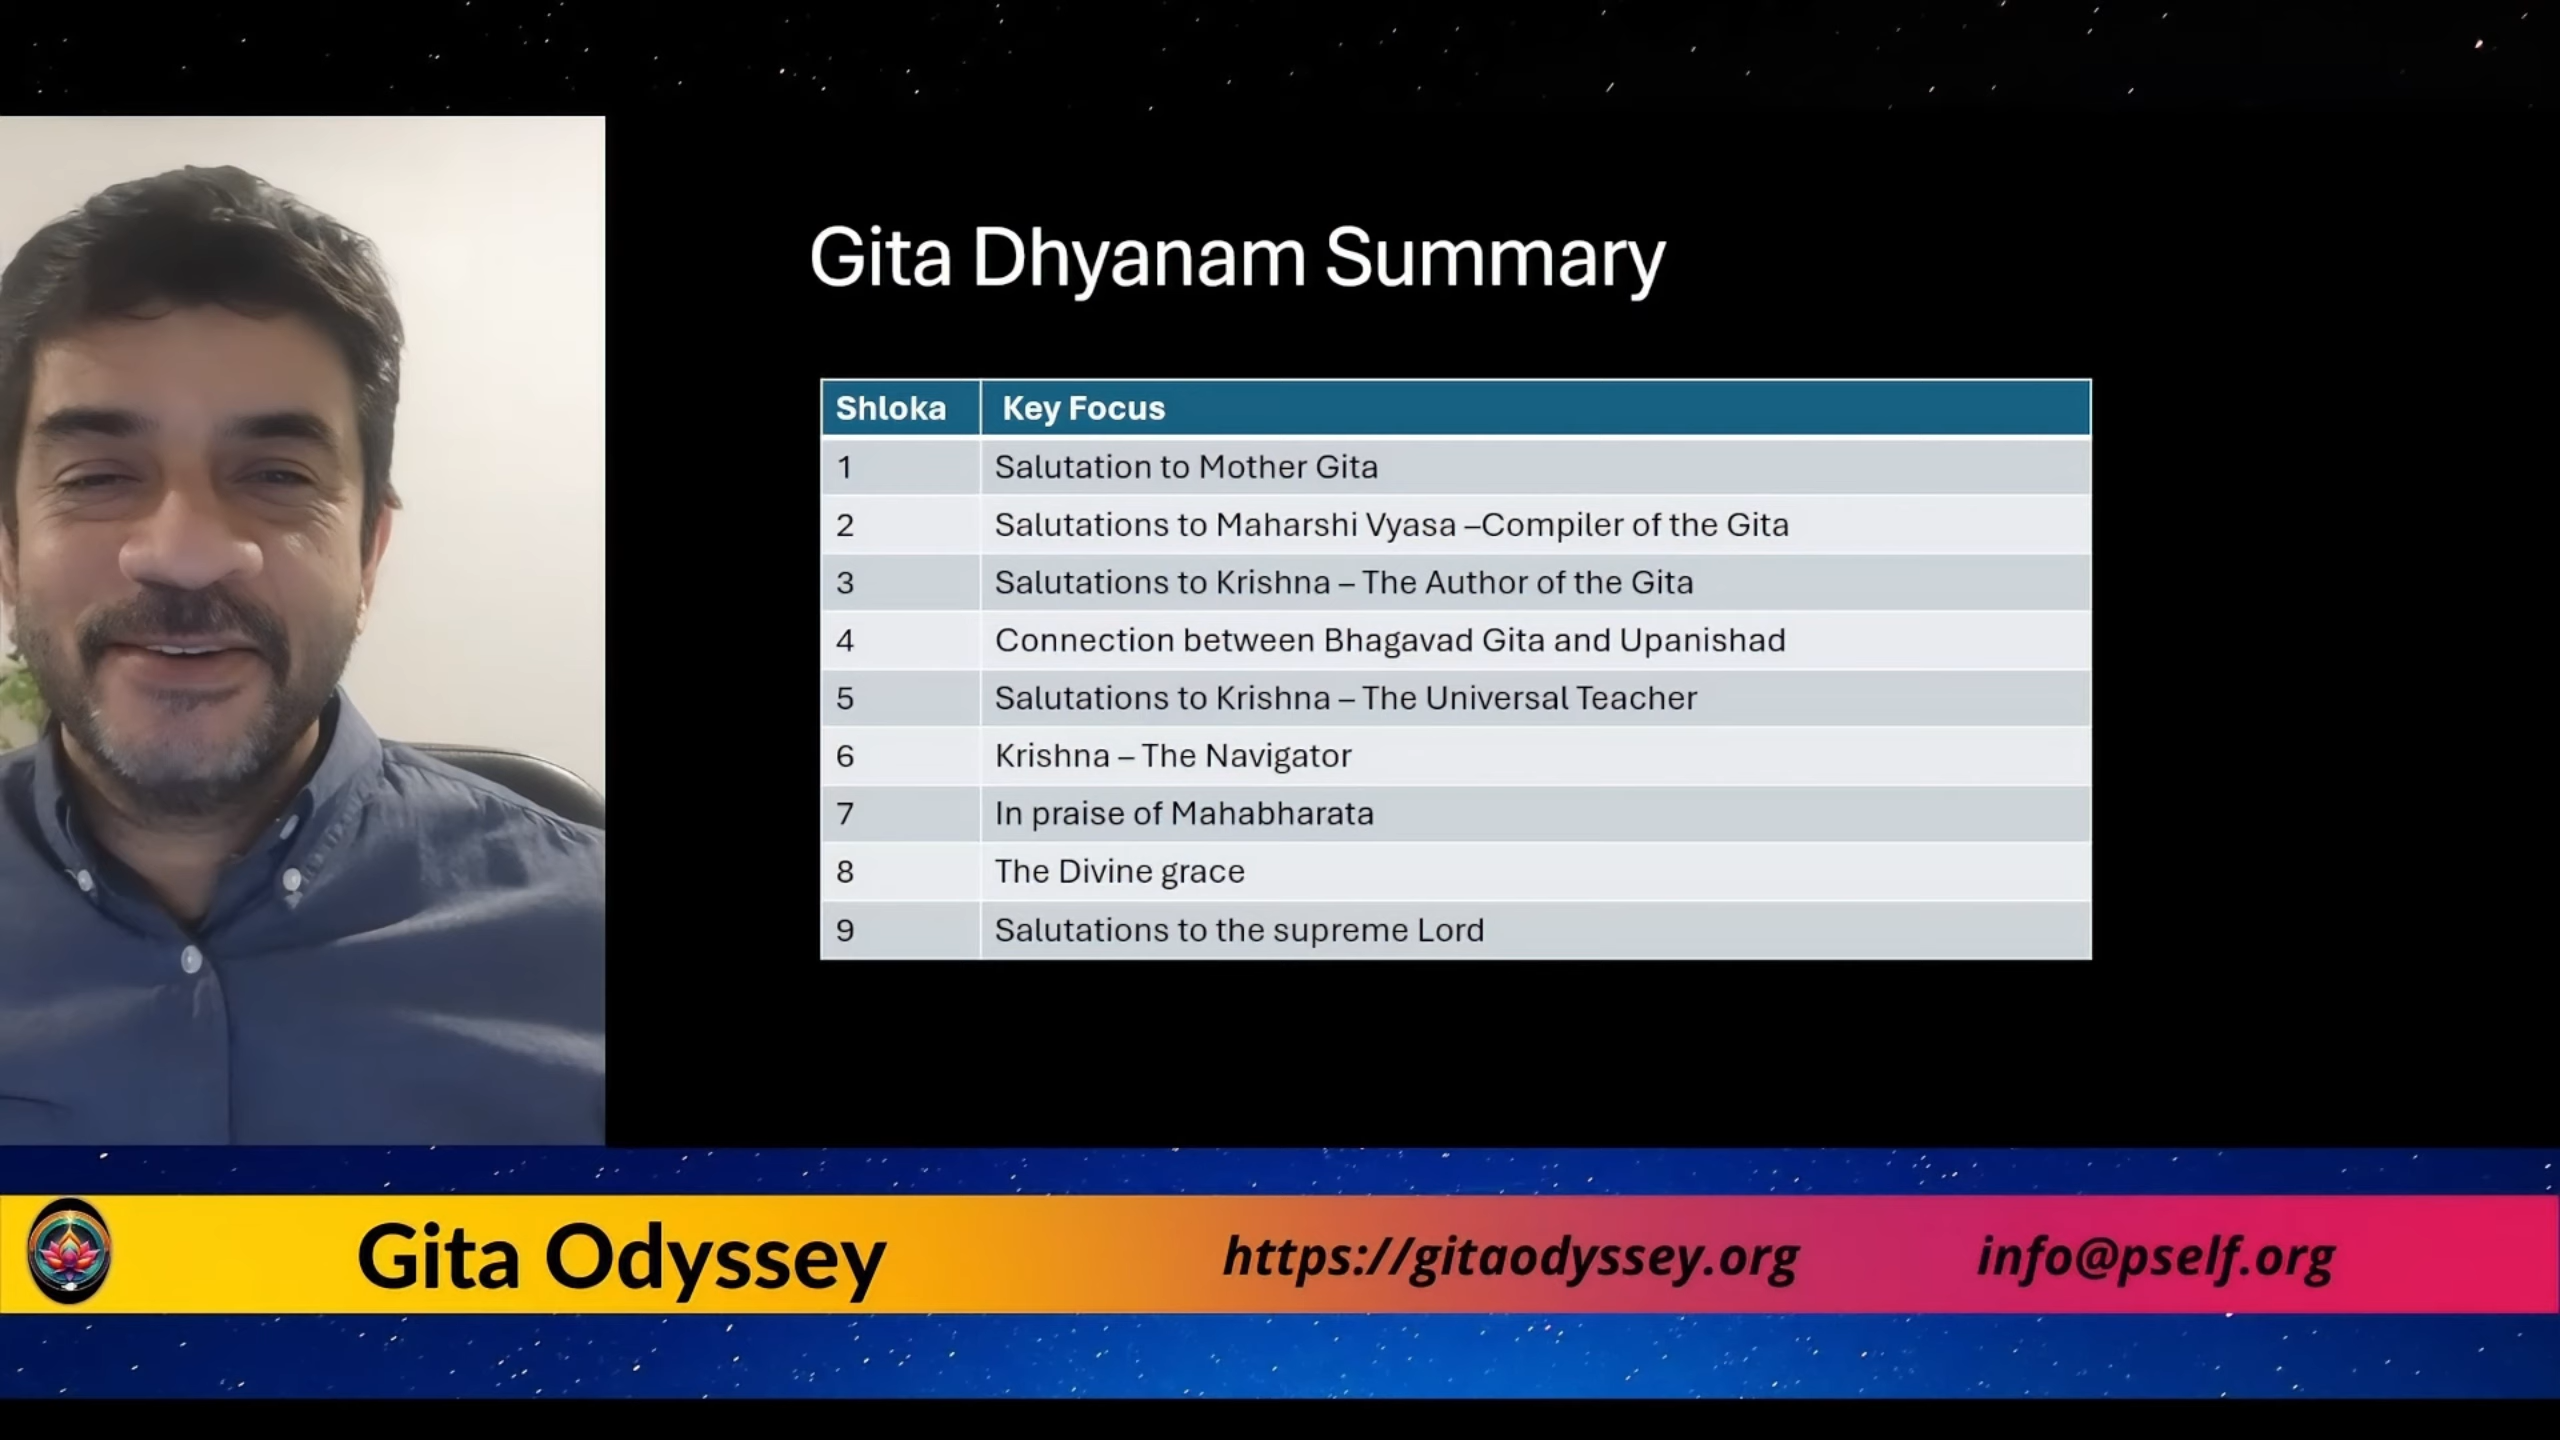 Gita Dhyanam Summary
Shloka Key Focus
1 Salutation to Mother Gita
2 Salutations to Maharshi Vyasa –Compiler of the Gita
3 Salutations to Krishna – The Author of the Gita
4 Connection between Bhagavad Gita and Upanishad
5 Salutations to Krishna – The Universal Teacher
6 Krishna – The Navigator
7 In praise of Mahabharata
8 The Divine grace
9 Salutations to the supreme Lord
Gita Odyssey https://gitaodyssey.org info@pself.org